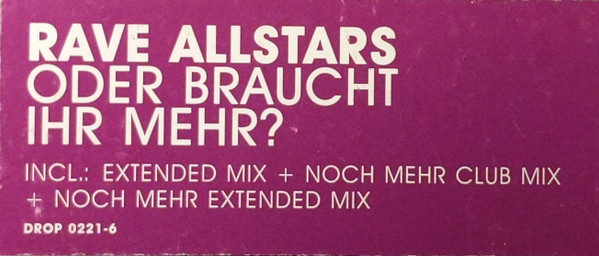 RAVE ALLSTARS
ODER BRAUCHT
IHR MEHR?
INCL.: EXTENDED MIX + NOCH MEHR CLUB MIX
+ NOCH MEHR EXTENDED MIX
DROP 0221-6